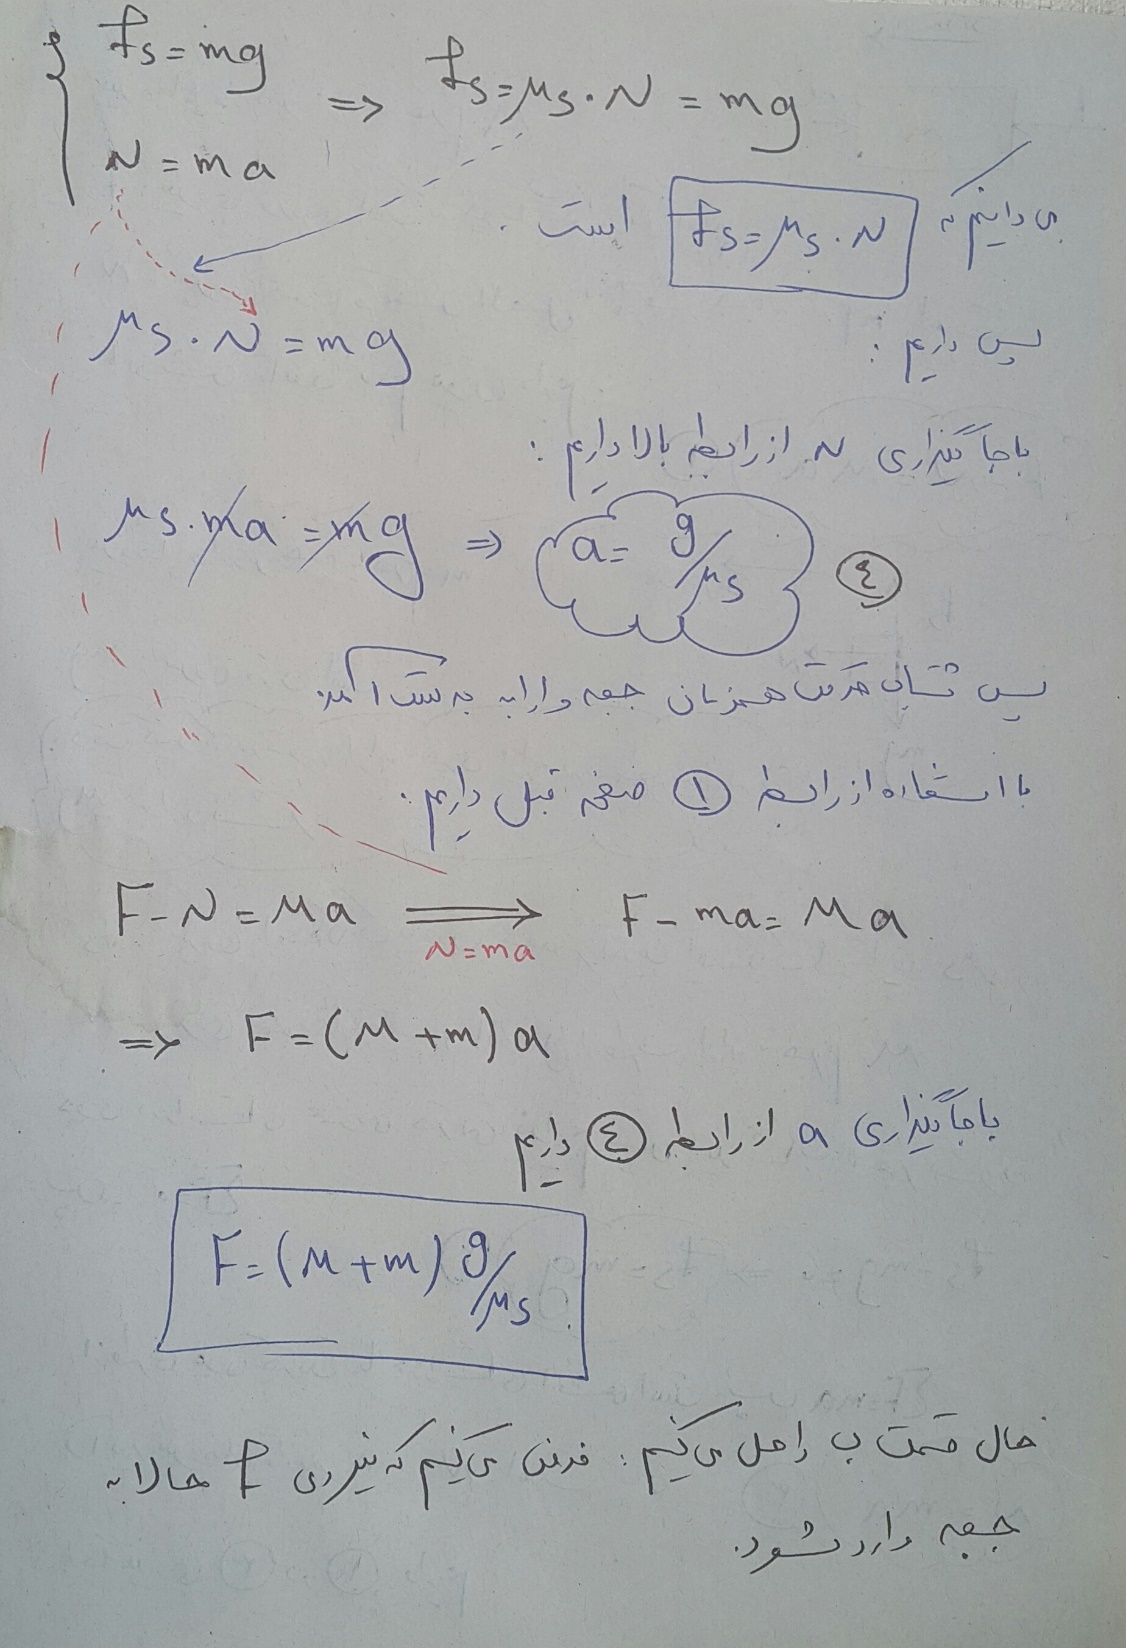 fs = mg
N = ma
⇒ fs = μs . N = mg
می دانیم که fs = μs . N است .
پس داریم :
μs . N = mg
با جاگذاری N از رابطه بالا داریم :
μs . ma = mg ⇒ a = g/μs ④
پس شتاب حرکت همزمان جعبه و ارابه به دست آمد.
با استفاده از رابطه ① صفحه قبل داریم .
F - N = Ma ⟹ F - ma = Ma
N = ma
⇒ F = (M + m) a
با جاگذاری a از رابطه ④ داریم
F = (M + m) g/μs
حال قسمت ب را حل می کنیم : فرض می کنیم که نیروی F حالا به
جعبه وارد شود.